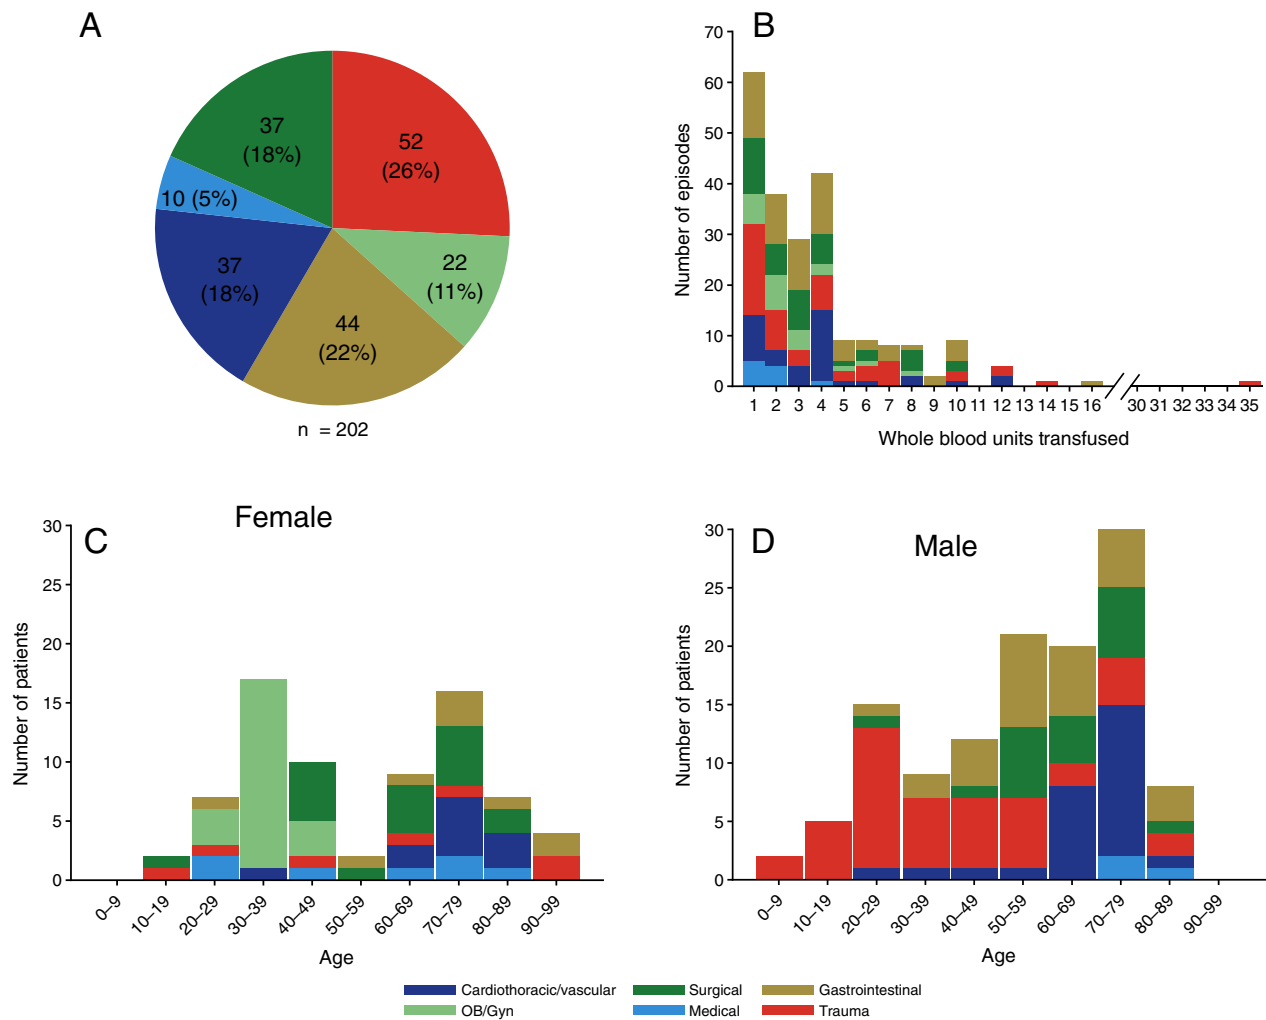 A
37
(18%)
52
(26%)
10 (5%)
37
(18%)
22
(11%)
44
(22%)
n = 202
B
Number of episodes
70
60
50
40
30
20
10
0
1 2 3 4 5 6 7 8 9 10 11 12 13 14 15 16 30 31 32 33 34 35
Whole blood units transfused
C
Female
Number of patients
30
25
20
15
10
5
0
0–9 10–19 20–29 30–39 40–49 50–59 60–69 70–79 80–89 90–99
Age
D
Male
Number of patients
30
25
20
15
10
5
0
0–9 10–19 20–29 30–39 40–49 50–59 60–69 70–79 80–89 90–99
Age
Cardiothoracic/vascular Surgical Gastrointestinal
OB/Gyn Medical Trauma